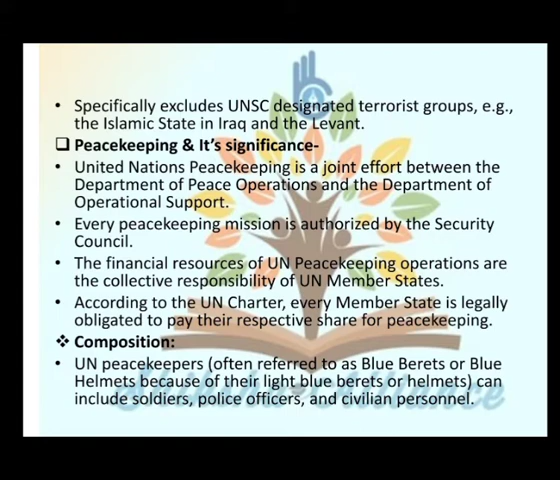 • Specifically excludes UNSC designated terrorist groups, e.g.,
the Islamic State in Iraq and the Levant.
❑ Peacekeeping & It's significance-
• United Nations Peacekeeping is a joint effort between the
Department of Peace Operations and the Department of
Operational Support.
• Every peacekeeping mission is authorized by the Security
Council.
• The financial resources of UN Peacekeeping operations are
the collective responsibility of UN Member States.
• According to the UN Charter, every Member State is legally
obligated to pay their respective share for peacekeeping.
❖ Composition:
• UN peacekeepers (often referred to as Blue Berets or Blue
Helmets because of their light blue berets or helmets) can
include soldiers, police officers, and civilian personnel.